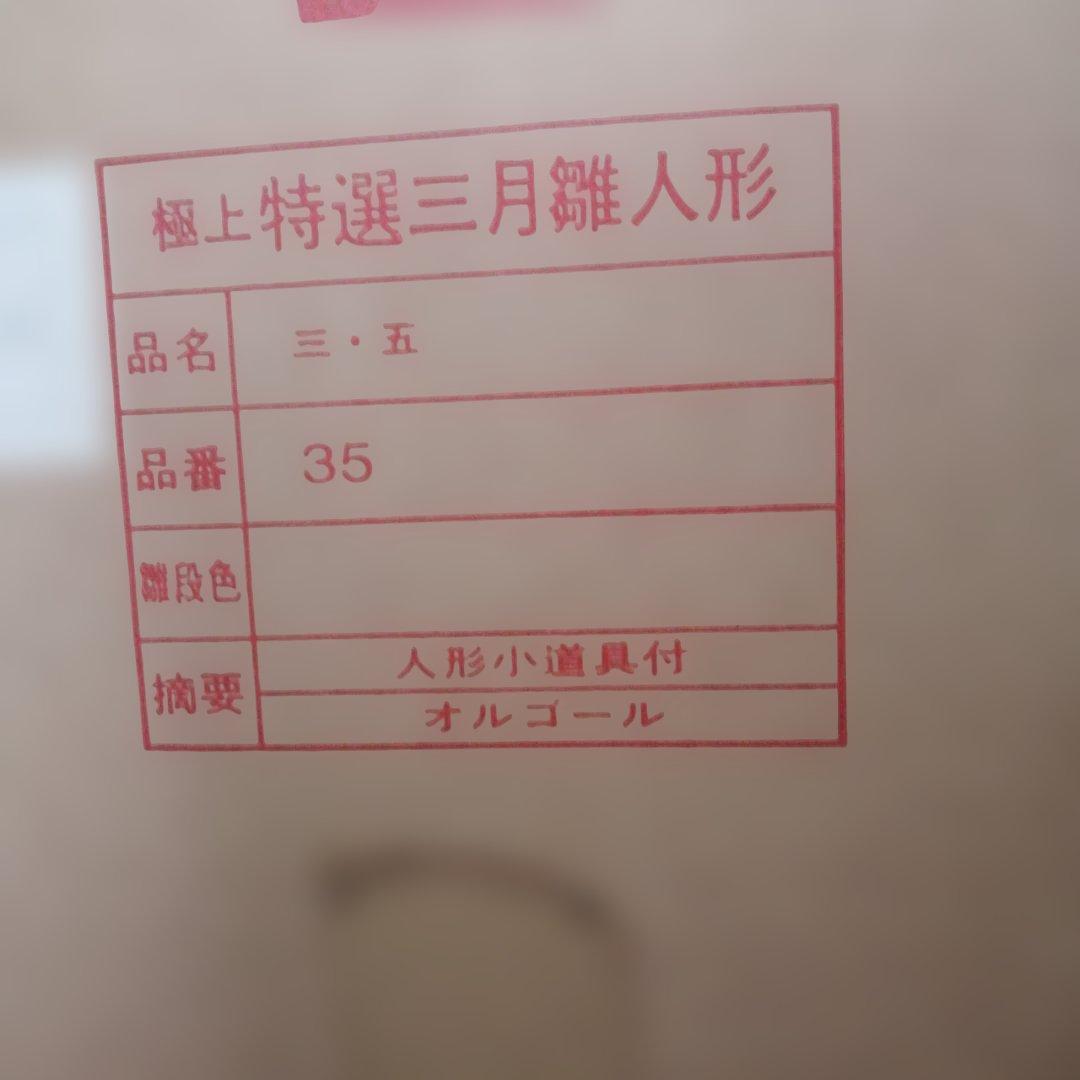 極上特選三月雛人形
品名 三・五
品番 35
雛段色
摘要 人形小道具付
オルゴール